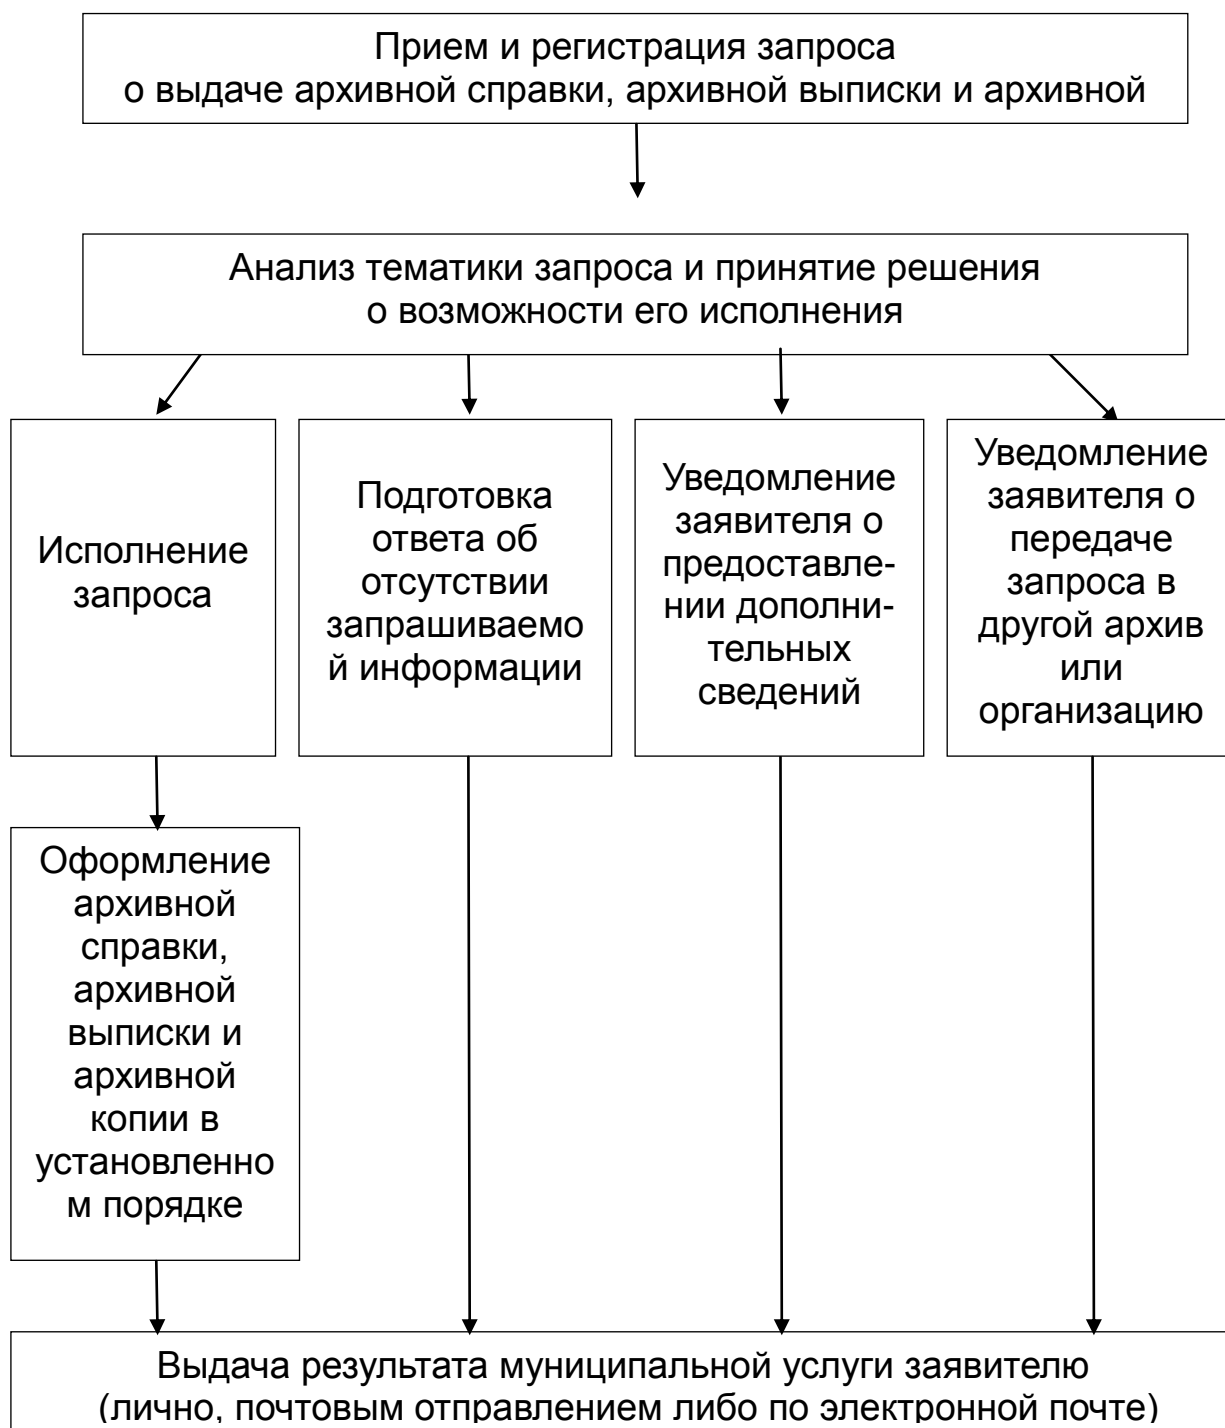 Прием и регистрация запроса
о выдаче архивной справки, архивной выписки и архивной
Анализ тематики запроса и принятие решения
о возможности его исполнения
Исполнение
запроса
Подготовка
ответа об
отсутствии
запрашиваемо
й информации
Уведомление
заявителя о
предоставле-
нии дополни-
тельных
сведений
Уведомление
заявителя о
передаче
запроса в
другой архив
или
организацию
Оформление
архивной
справки,
архивной
выписки и
архивной
копии в
установленно
м порядке
Выдача результата муниципальной услуги заявителю
(лично, почтовым отправлением либо по электронной почте)